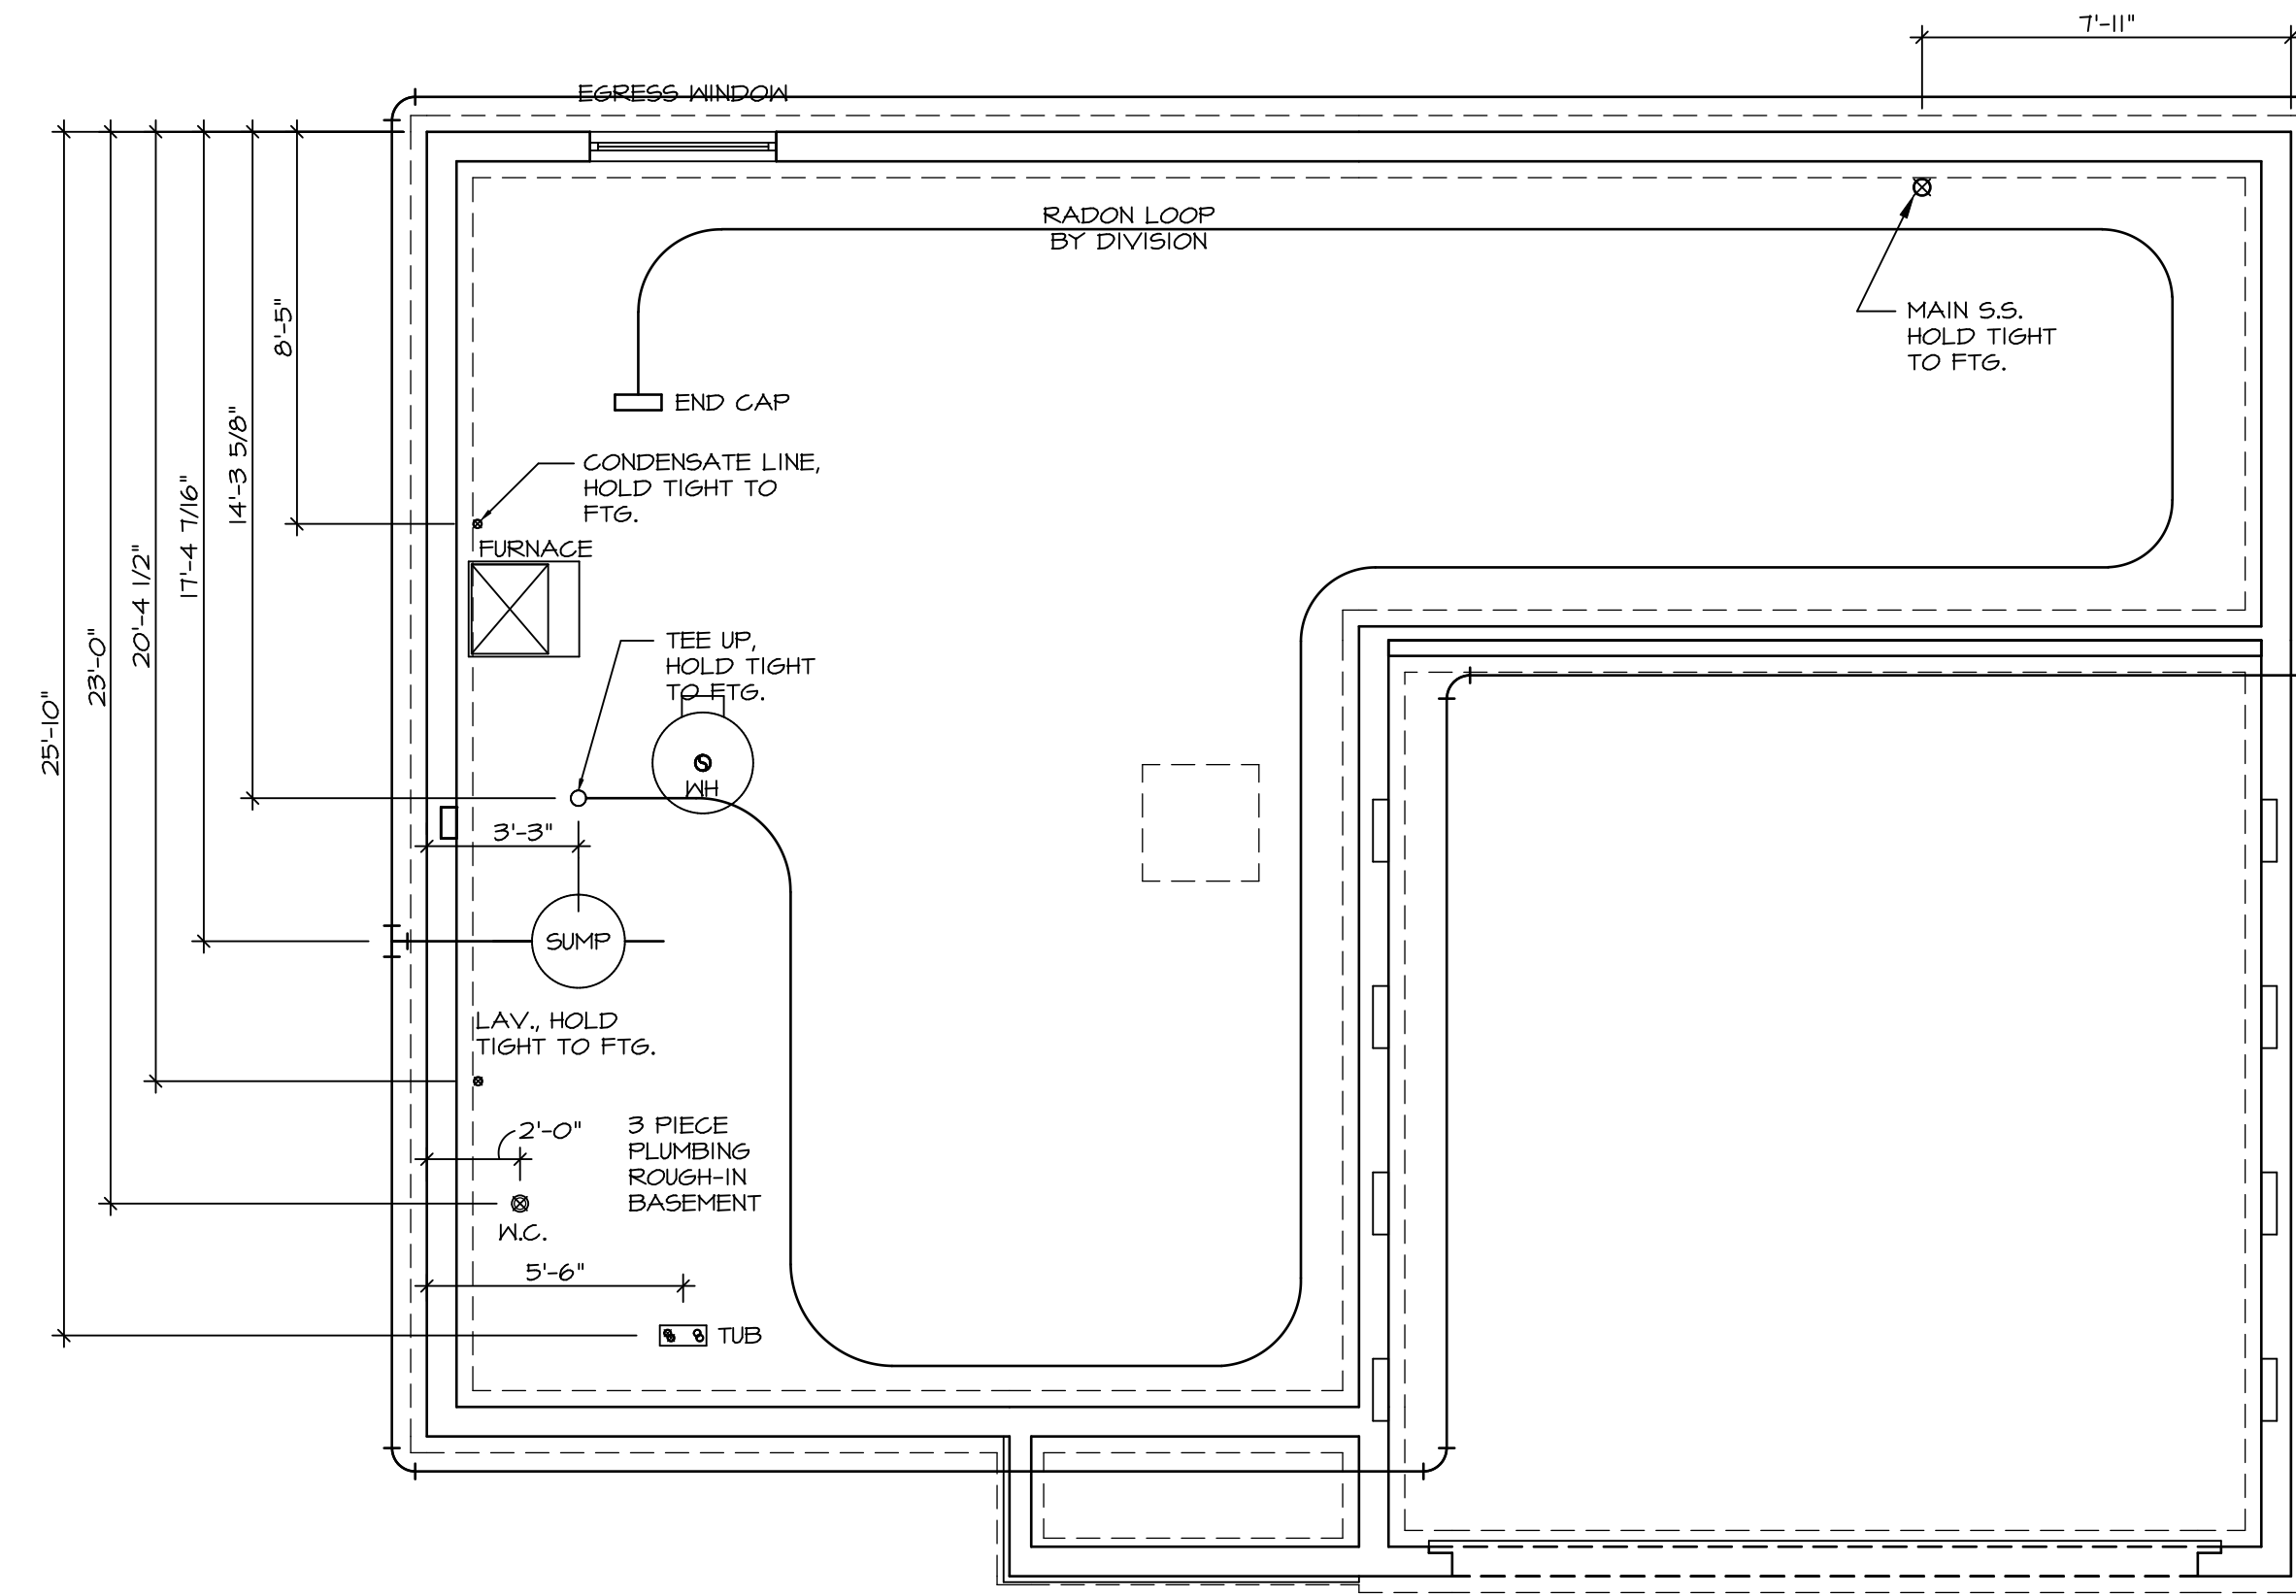 7'-11"
EGRESS WINDOW
RADON LOOP
BY DIVISION
MAIN S.S.
HOLD TIGHT
TO FTG.
8'-5"
END CAP
14'-3 5/8"
CONDENSATE LINE,
HOLD TIGHT TO
FTG.
17'-4 7/16"
FURNACE
20'-4 1/2"
23'-0"
TEE UP,
HOLD TIGHT
TO FTG.
25'-10"
WH
3'-3"
SUMP
LAV., HOLD
TIGHT TO FTG.
2'-0"
3 PIECE
PLUMBING
ROUGH-IN
BASEMENT
W.C.
5'-6"
TUB